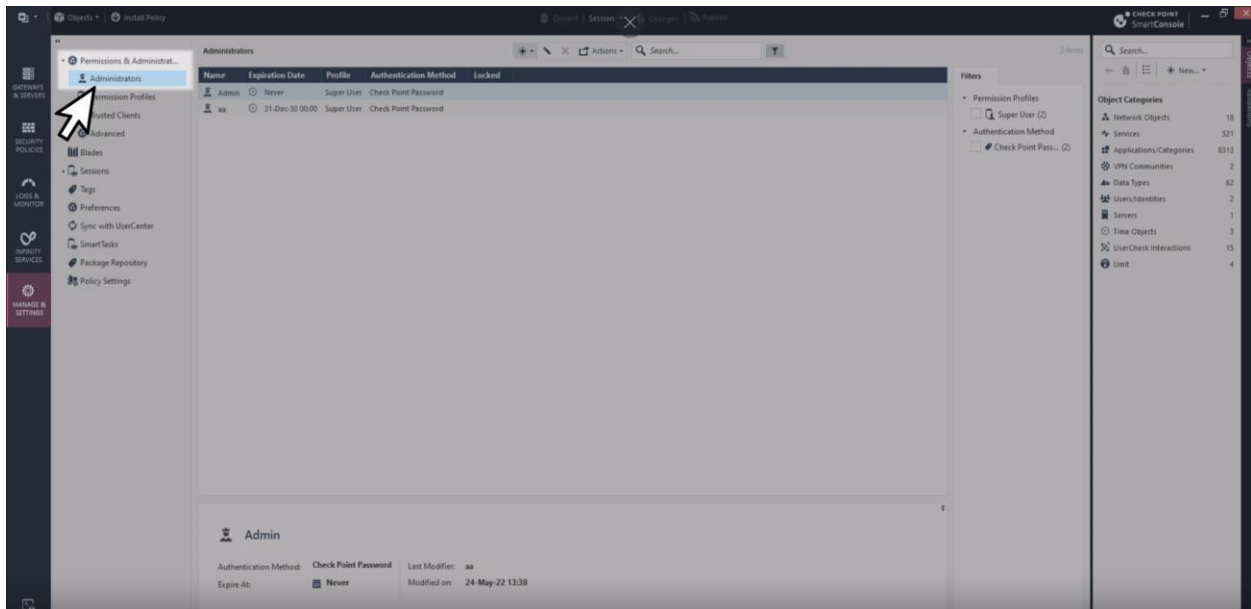 Objects
Install Policy
Discard
Session
Changes
Publish
CHECK POINT
SmartConsole
GATEWAYS
& SERVERS
SECURITY
POLICIES
LOGS &
MONITOR
INFINITY
SERVICES
MANAGE &
SETTINGS
Permissions & Administrat...
Administrators
Permission Profiles
Trusted Clients
Advanced
Blades
Sessions
Tags
Preferences
Sync with UserCenter
SmartTasks
Package Repository
Policy Settings
Administrators
Actions
Search...
2 items
Name Expiration Date Profile Authentication Method Locked
Admin Never Super User Check Point Password
aa 31-Dec-30 00:00 Super User Check Point Password
Admin
Authentication Method: Check Point Password Last Modifier: aa
Expire At: Never Modified on: 24-May-22 13:38
Filters
Permission Profiles
Super User (2)
Authentication Method
Check Point Pass... (2)
Search...
New...
Object Categories
Network Objects 18
Services 521
Applications/Categories 8313
VPN Communities 2
Data Types 62
Users/Identities 2
Servers 1
Time Objects 3
UserCheck Interactions 15
Limit 4